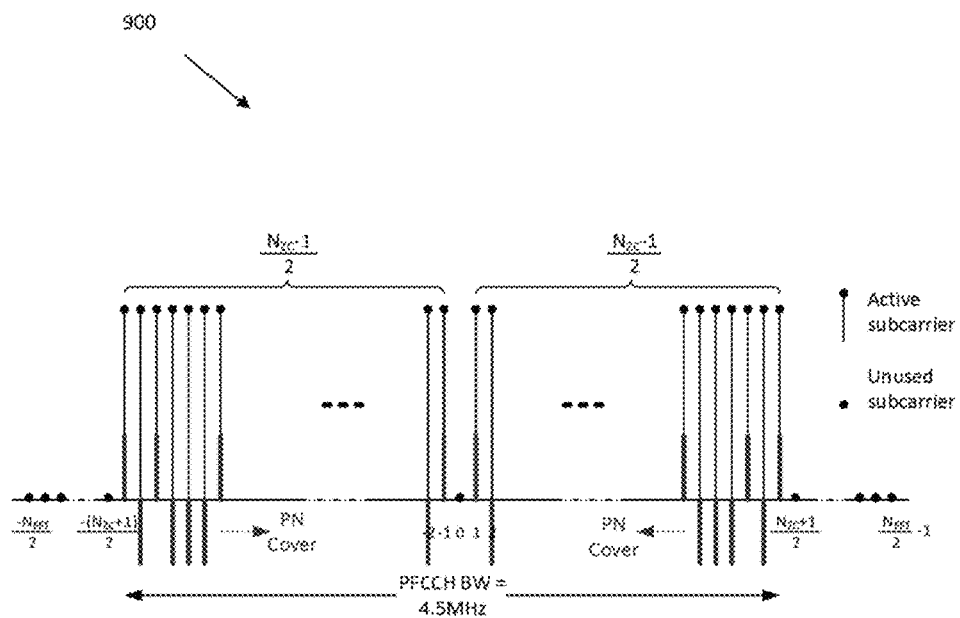 900
N_ZC-1
2
N_ZC-1
2
Active
subcarrier
Unused
subcarrier
-N_FFT
2
-(N_ZC+1)
2
PN
Cover
-2 -1 0 1
PN
Cover
N_ZC+1
2
N_FFT
2 -1
PFCCH BW =
4.5MHz